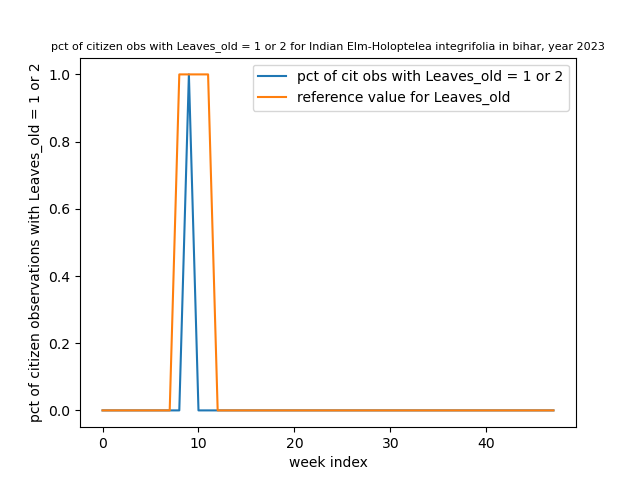 pct of citizen obs with Leaves_old = 1 or 2 for Indian Elm-Holoptelea integrifolia in bihar, year 2023
pct of cit obs with Leaves_old = 1 or 2
reference value for Leaves_old
pct of citizen observations with Leaves_old = 1 or 2
1.0
0.8
0.6
0.4
0.2
0.0
0 10 20 30 40
week index